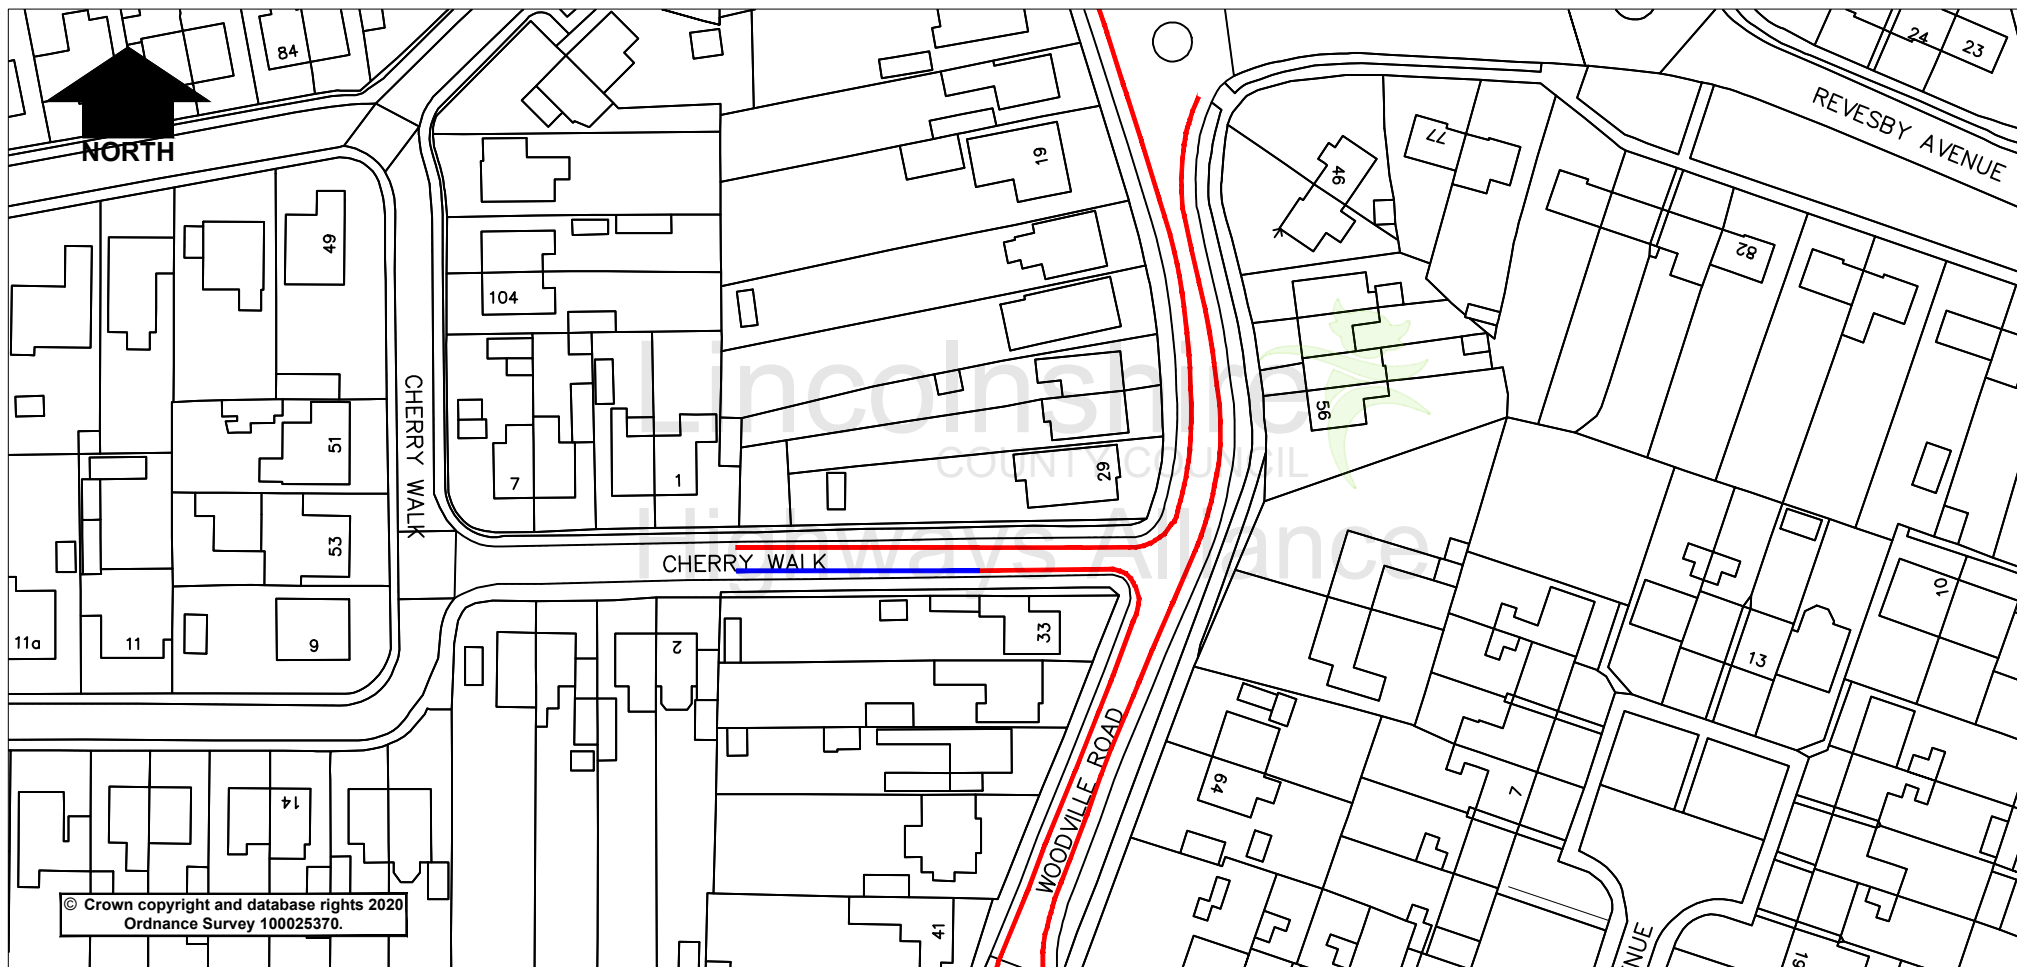 84
NORTH
24
23
REVESBY AVENUE
19
46
77
49
82
104
CHERRY WALK
Lincolnshire
COUNTY COUNCIL
Highways Alliance
56
51
7
1
29
53
CHERRY WALK
11a
11
9
2
33
10
13
WOODVILLE ROAD
64
7
14
© Crown copyright and database rights 2020
Ordnance Survey 100025370.
41